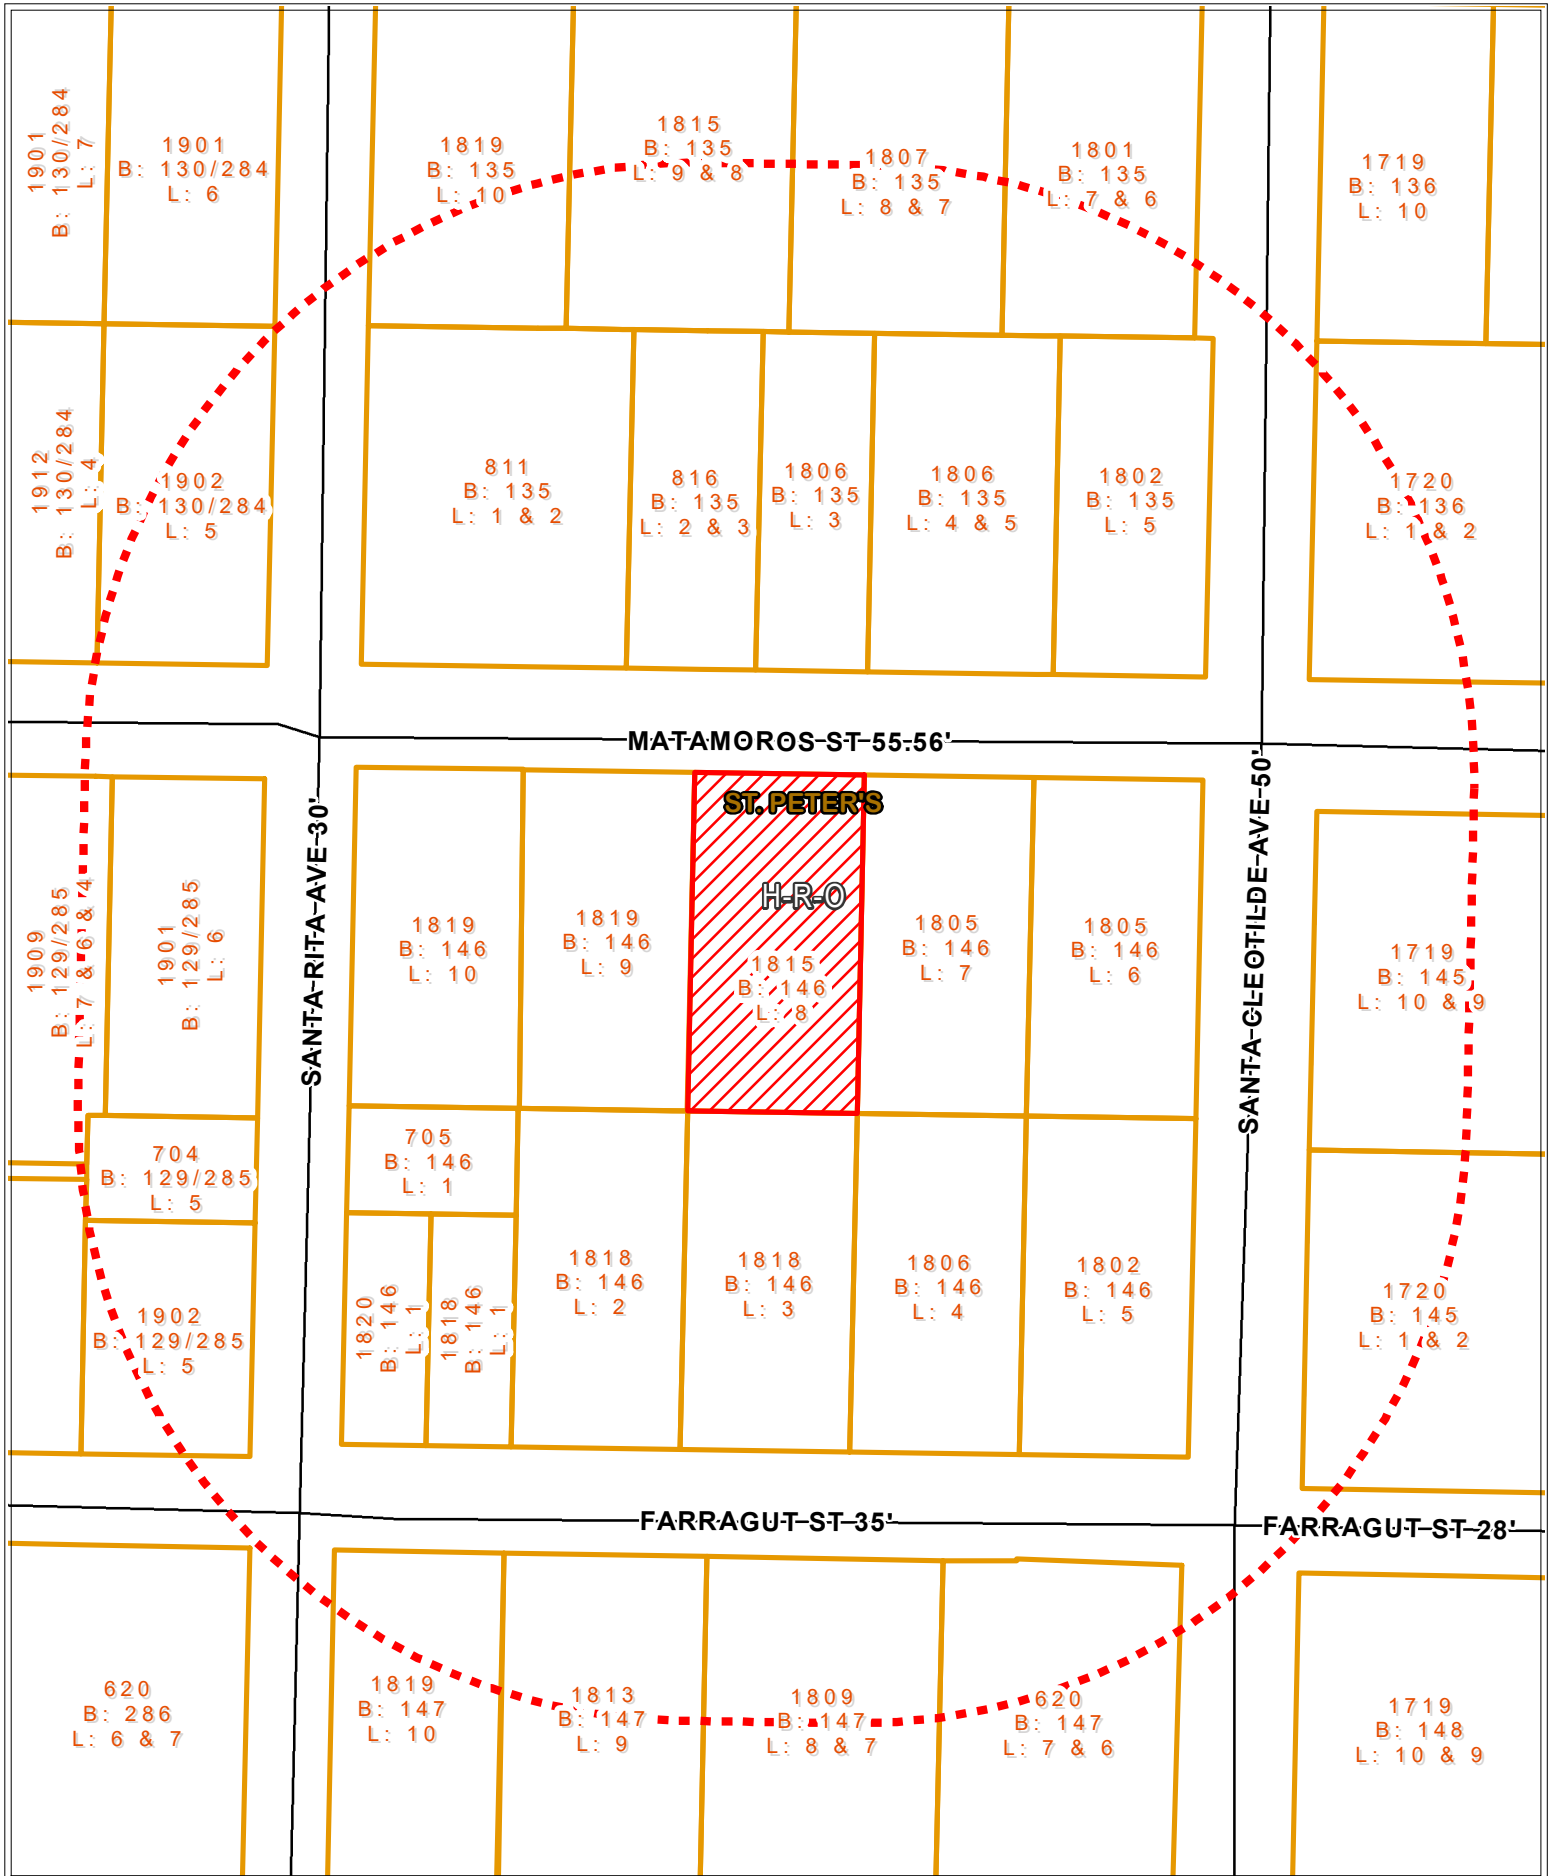 1901
B: 130/284
L: 7
1901
B: 130/284
L: 6
1819
B: 135
L: 10
1815
B: 135
L: 9 & 8
1807
B: 135
L: 8 & 7
1801
B: 135
L: 7 & 6
1719
B: 136
L: 10
1912
B: 130/284
L: 4
1902
B: 130/284
L: 5
811
B: 135
L: 1 & 2
816
B: 135
L: 2 & 3
1806
B: 135
L: 3
1806
B: 135
L: 4 & 5
1802
B: 135
L: 5
1720
B: 136
L: 1 & 2
MATAMOROS ST 55.56'
SANTA RITA AVE 30'
SANTA CLEOTILDE AVE 50'
ST. PETER'S
H-R-O
1909
B: 129/285
L: 7 & 6 & 4
1901
B: 129/285
L: 6
1819
B: 146
L: 10
1819
B: 146
L: 9
1815
B: 146
L: 8
1805
B: 146
L: 7
1805
B: 146
L: 6
1719
B: 145
L: 10 & 9
704
B: 129/285
L: 5
705
B: 146
L: 1
1902
B: 129/285
L: 5
1820
B: 146
L: 1
1818
B: 146
L: 1
1818
B: 146
L: 2
1818
B: 146
L: 3
1806
B: 146
L: 4
1802
B: 146
L: 5
1720
B: 145
L: 1 & 2
FARRAGUT ST 35'
FARRAGUT ST 28'
620
B: 286
L: 6 & 7
1819
B: 147
L: 10
1813
B: 147
L: 9
1809
B: 147
L: 8 & 7
620
B: 147
L: 7 & 6
1719
B: 148
L: 10 & 9